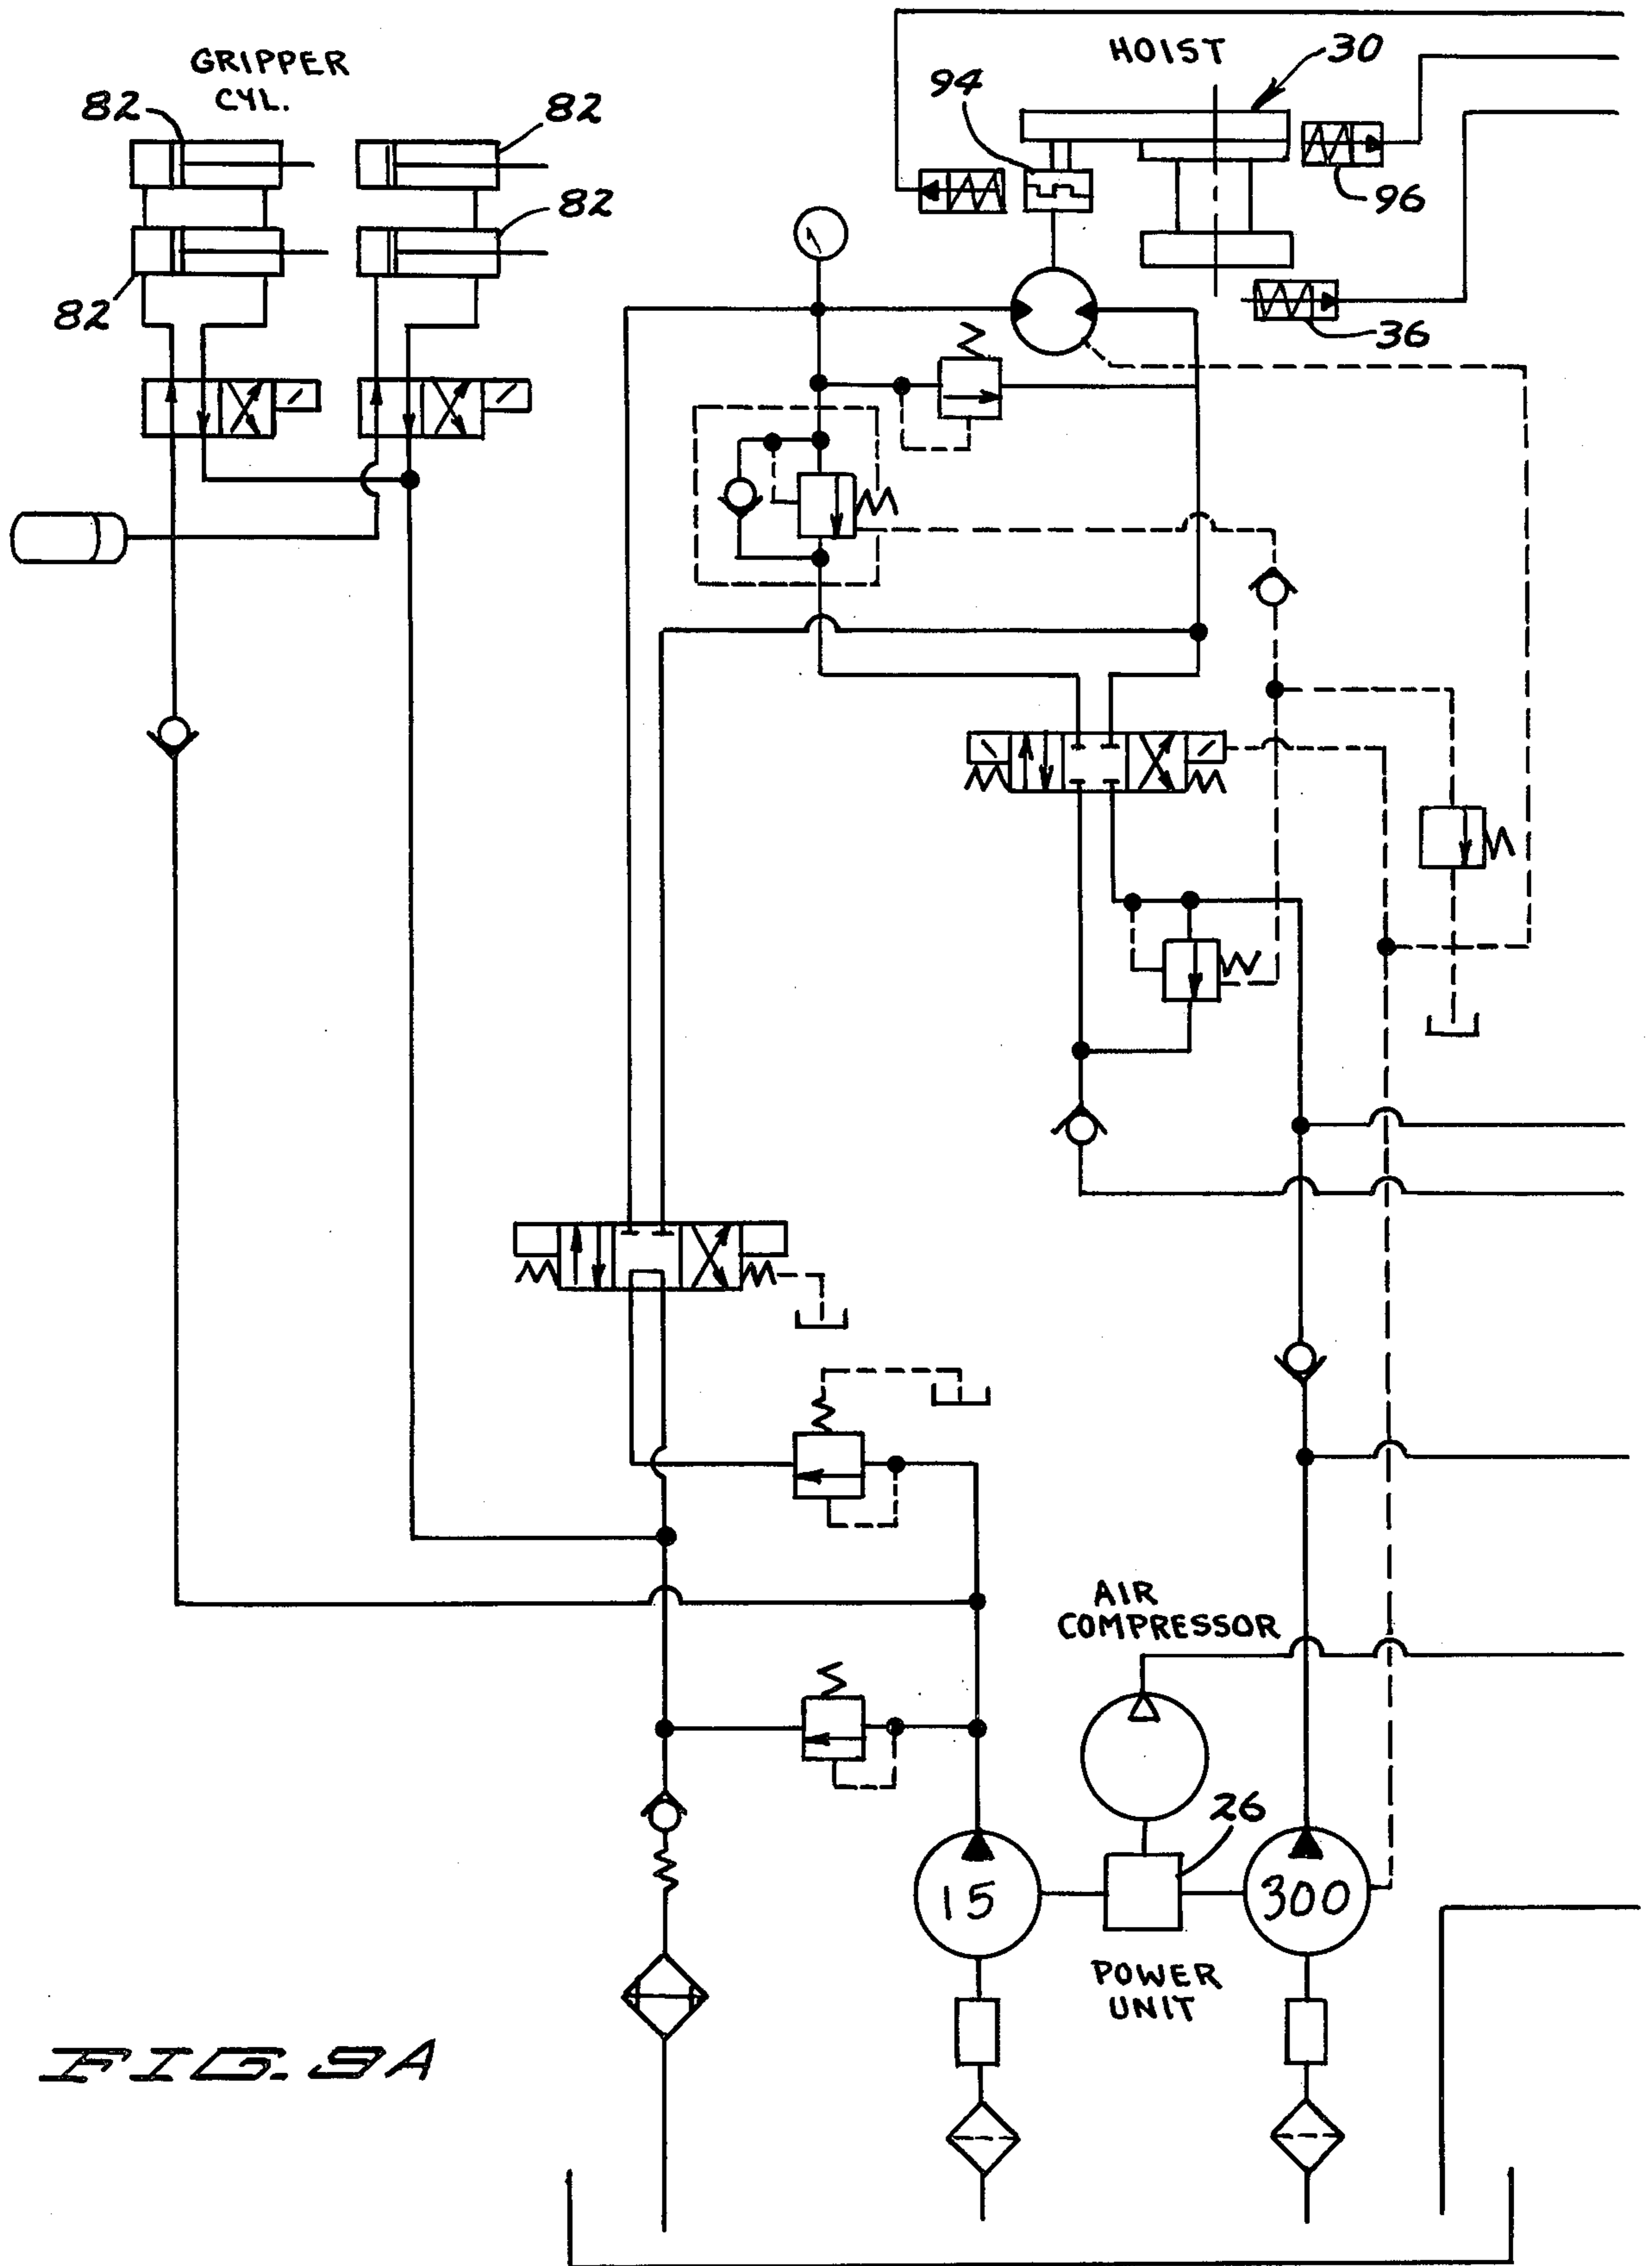 GRIPPER
CYL.
82
82
82
82
HOIST
30
94
96
36
AIR
COMPRESSOR
26
15
300
POWER
UNIT
FIG. 9A